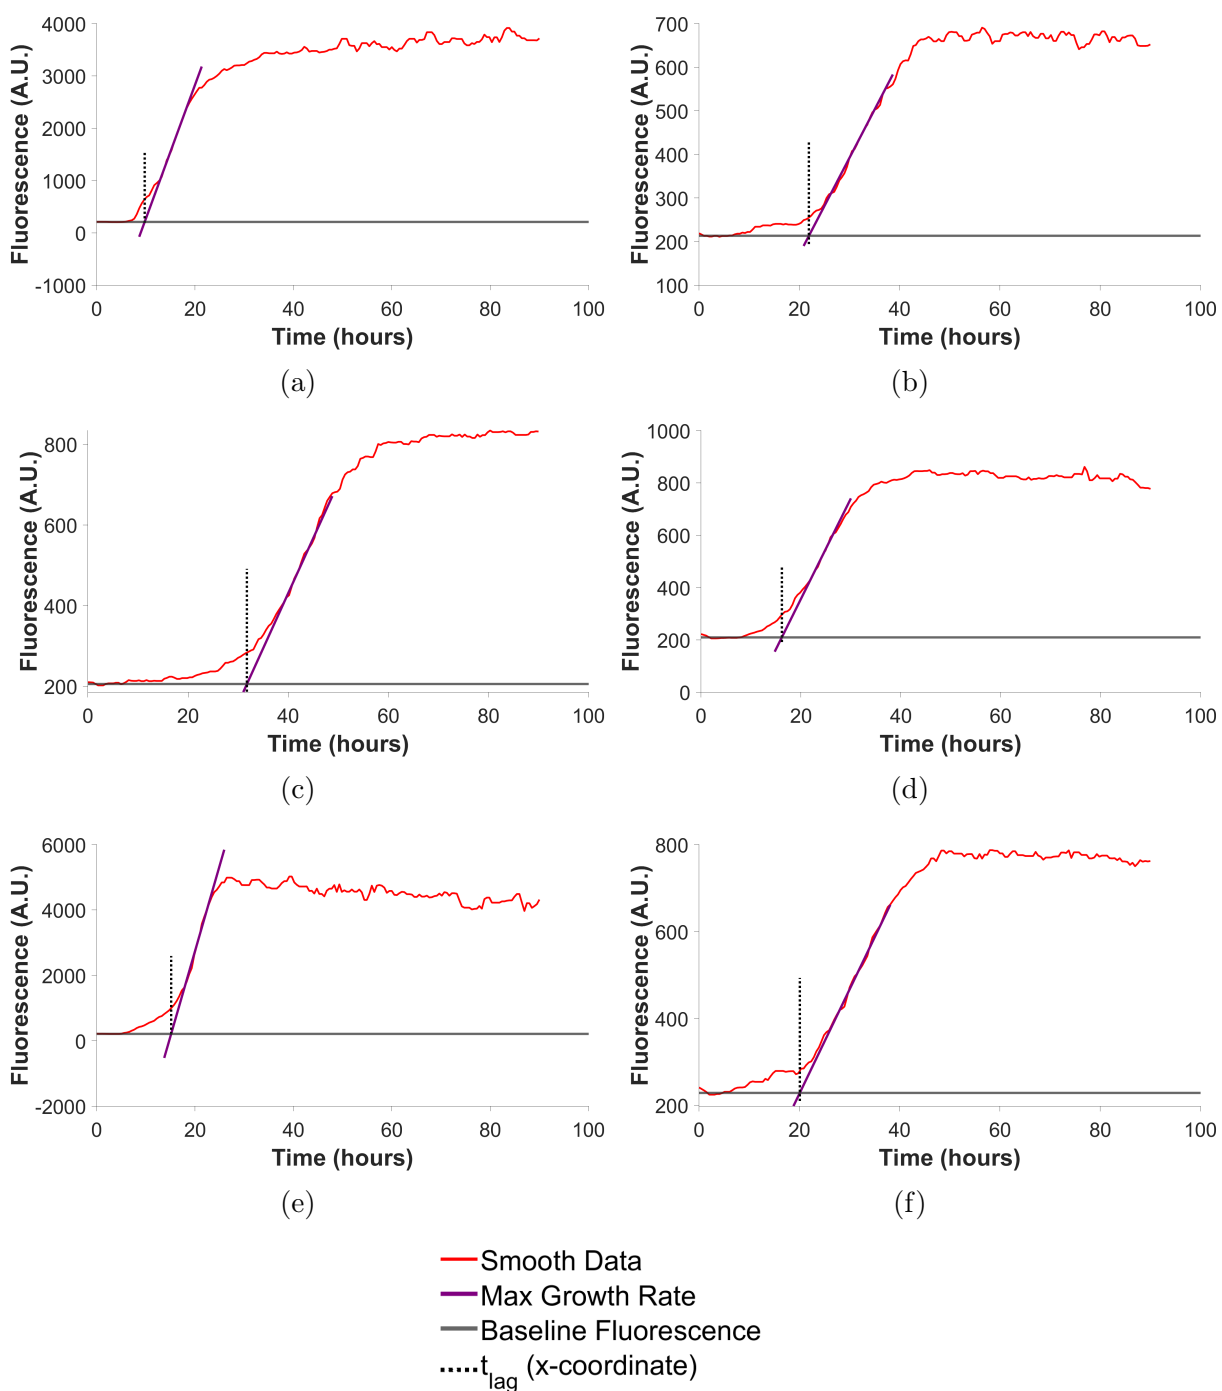 Fluorescence (A.U.)
4000
3000
2000
1000
0
-1000
0 20 40 60 80 100
Time (hours)
(a)
Fluorescence (A.U.)
700
600
500
400
300
200
100
0 20 40 60 80 100
Time (hours)
(b)
Fluorescence (A.U.)
800
600
400
200
0 20 40 60 80 100
Time (hours)
(c)
Fluorescence (A.U.)
1000
800
600
400
200
0
0 20 40 60 80 100
Time (hours)
(d)
Fluorescence (A.U.)
6000
4000
2000
0
-2000
0 20 40 60 80 100
Time (hours)
(e)
Fluorescence (A.U.)
800
600
400
200
0 20 40 60 80 100
Time (hours)
(f)
Smooth Data
Max Growth Rate
Baseline Fluorescence
t_lag (x-coordinate)